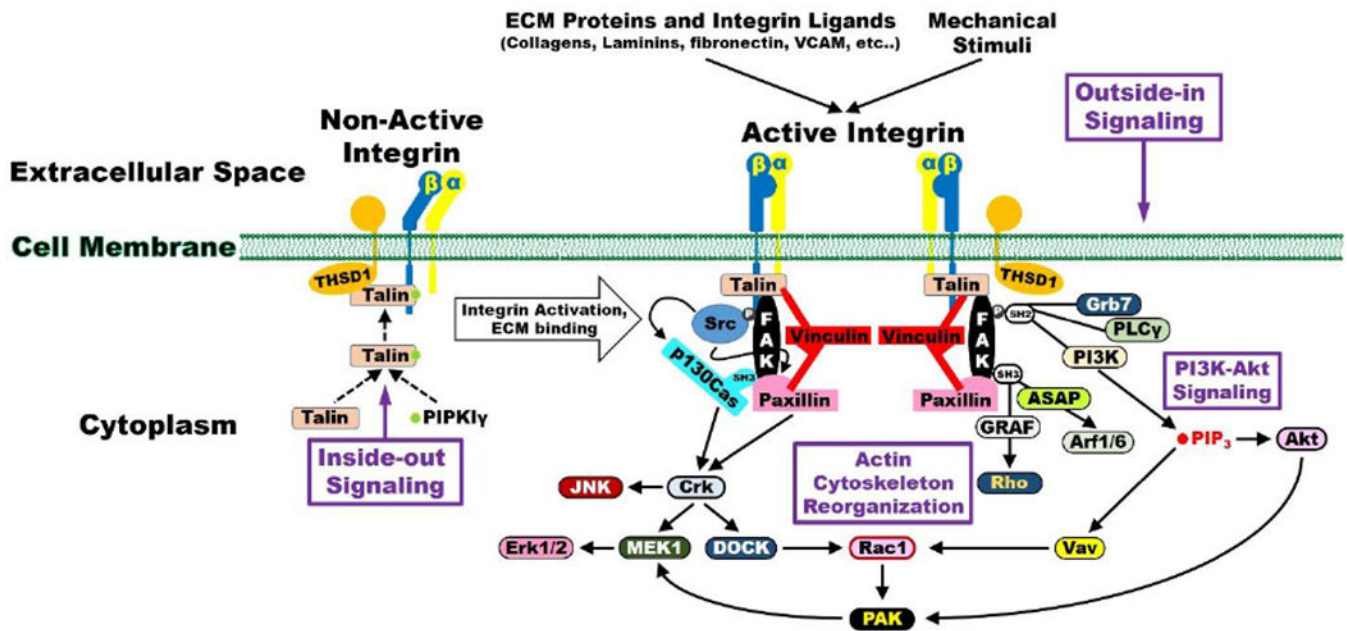 ECM Proteins and Integrin Ligands
(Collagens, Laminins, fibronectin, VCAM, etc..)
Mechanical
Stimuli
Outside-in
Signaling
Non-Active
Integrin
Active Integrin
Extracellular Space
β α
β α
α β
Cell Membrane
THSD1
Talin
Talin
Talin
PIPKIγ
Cytoplasm
Inside-out
Signaling
Integrin Activation,
ECM binding
Talin
Src
P
FAK
Vinculin
p130Cas
SH3
Paxillin
Talin
THSD1
Vinculin
FAK
P
SH2
Grb7
PLCγ
PI3K
SH3
Paxillin
ASAP
GRAF
Arf1/6
Rho
PI3K-Akt
Signaling
PIP₃
Akt
Actin
Cytoskeleton
Reorganization
JNK
Crk
Erk1/2
MEK1
DOCK
Rac1
Vav
PAK